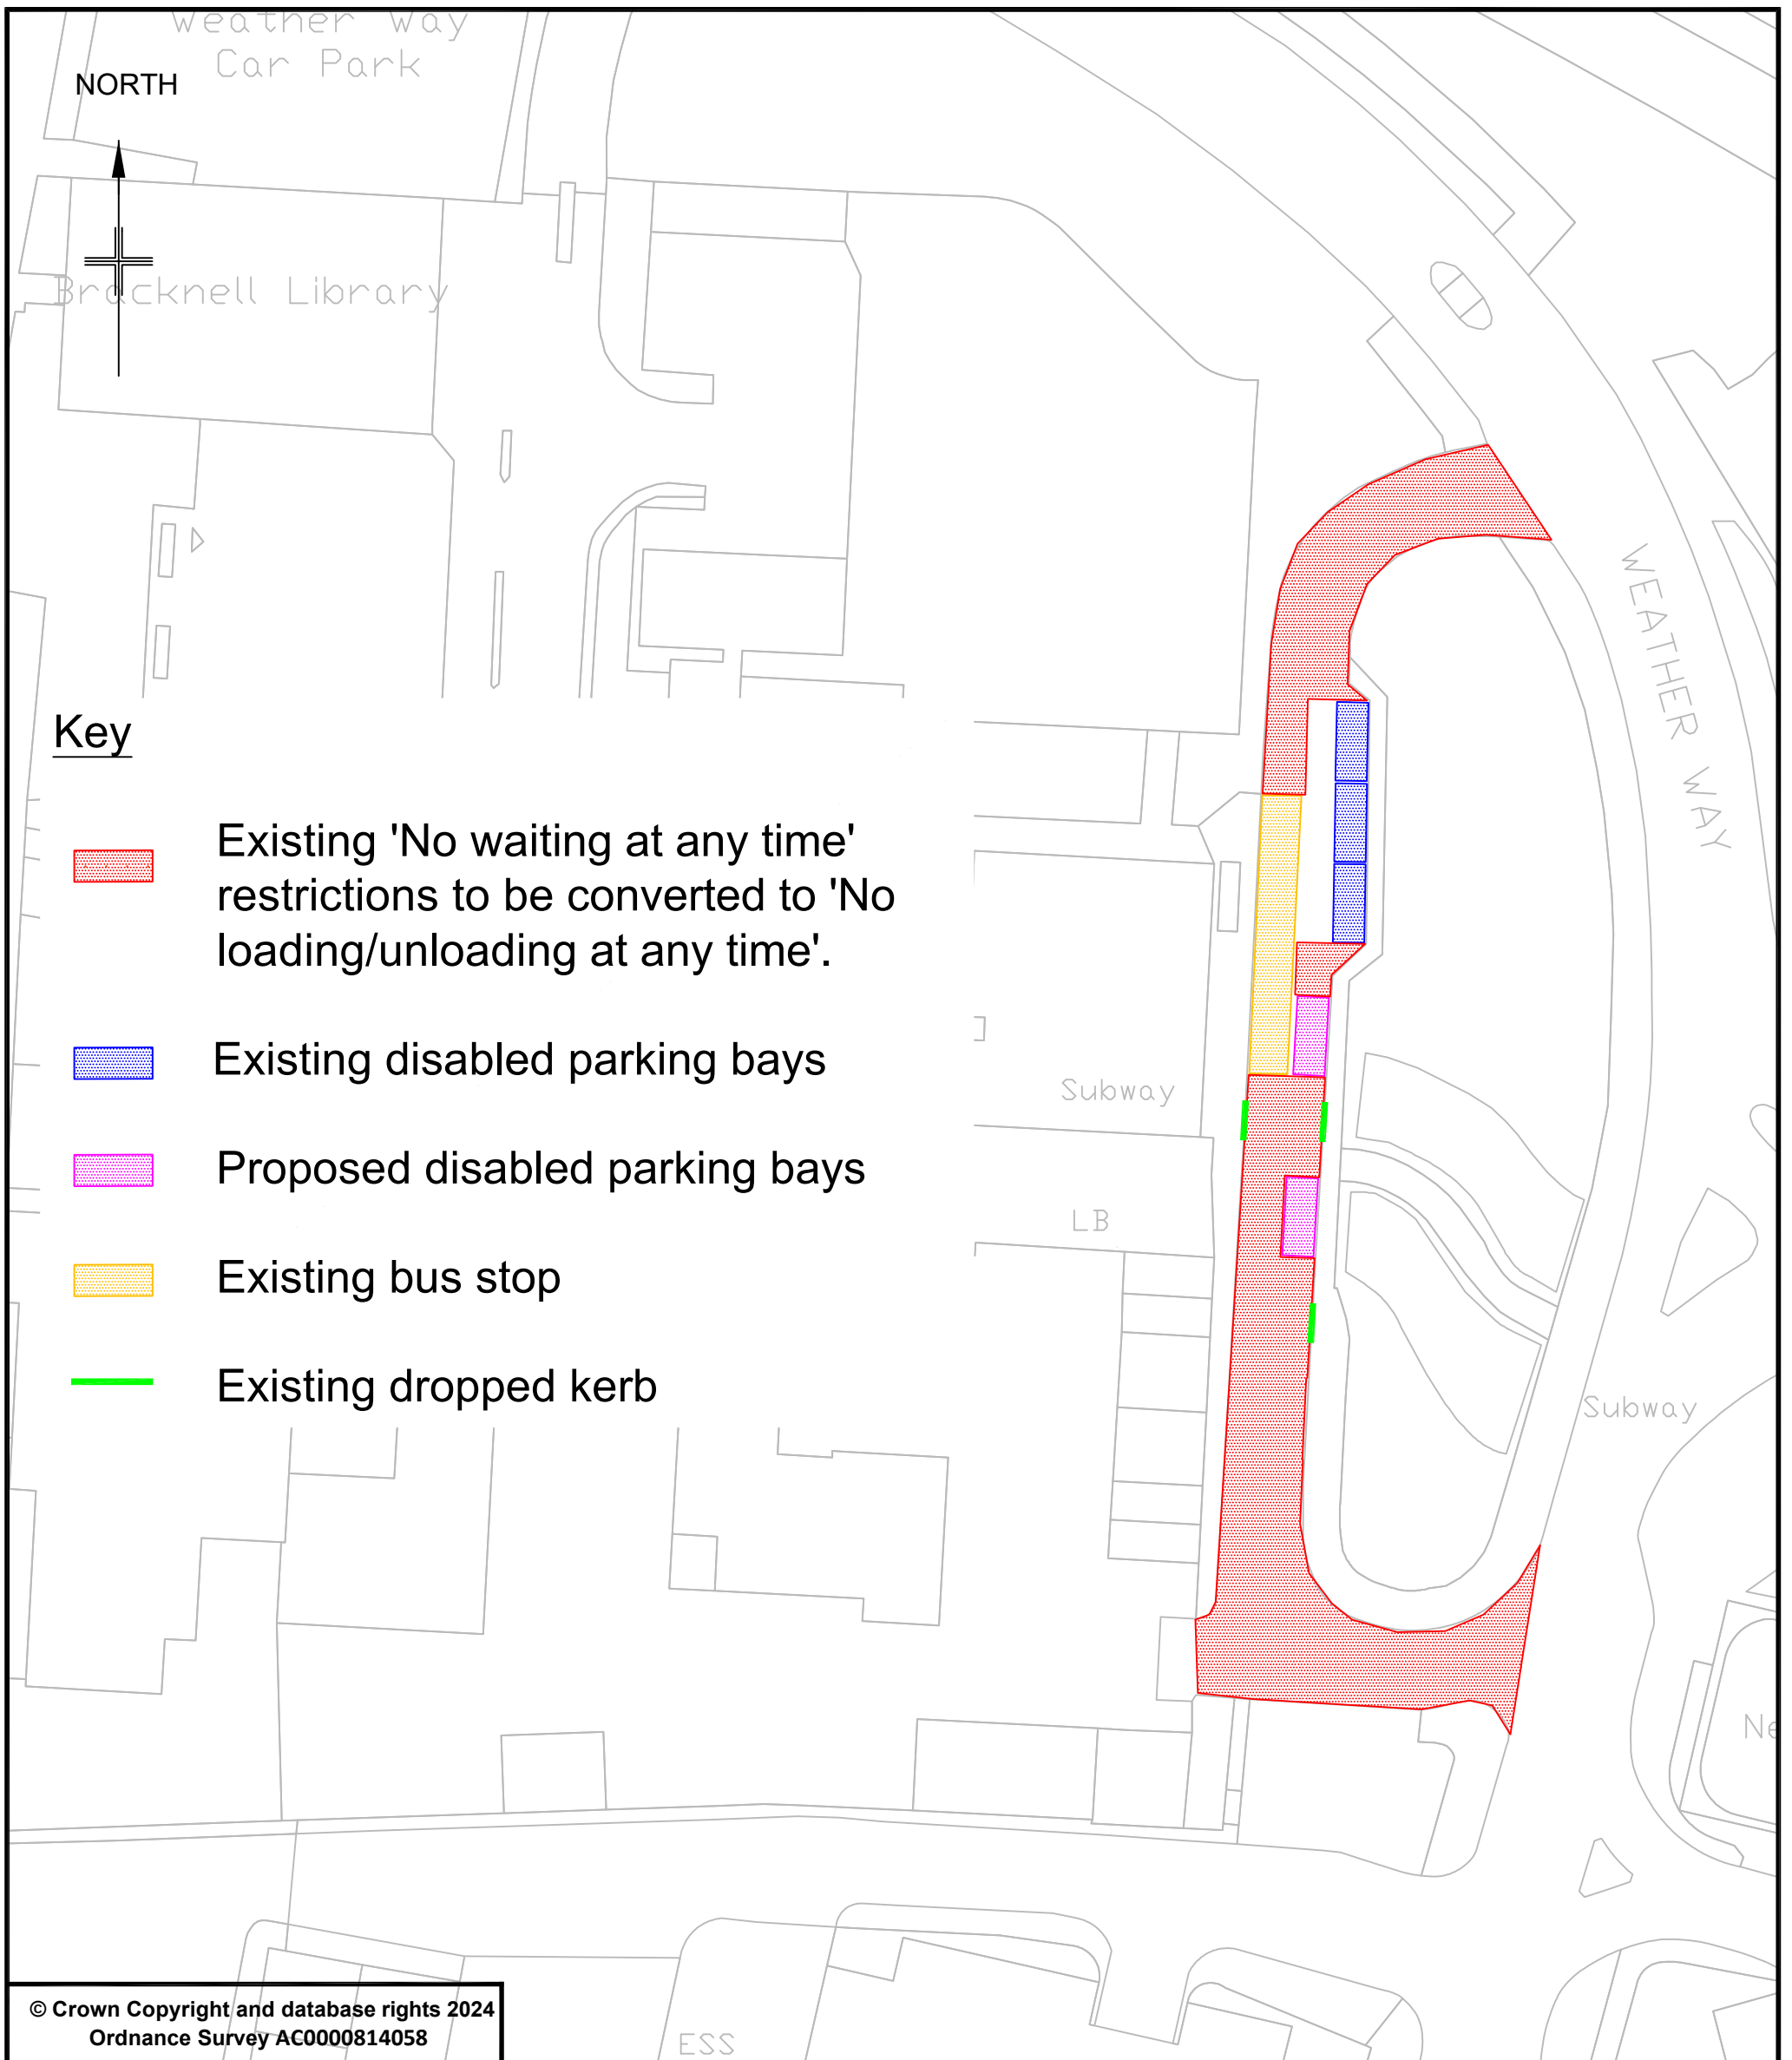 Weather Way
Car Park
NORTH
Bracknell Library
WEATHER WAY
Key
Existing 'No waiting at any time'
restrictions to be converted to 'No
loading/unloading at any time'.
Existing disabled parking bays
Subway
Proposed disabled parking bays
LB
Existing bus stop
Existing dropped kerb
Subway
© Crown Copyright and database rights 2024
Ordnance Survey AC0000814058
ESS